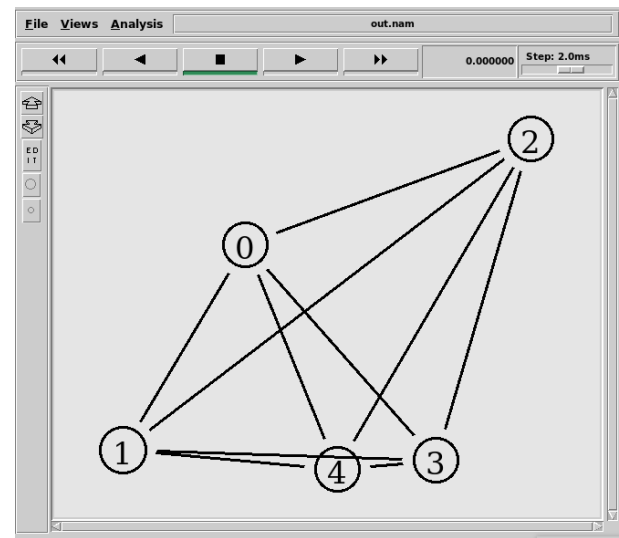 File Views Analysis out.nam
0.000000 Step: 2.0ms
ED
IT
2
0
1
4
3